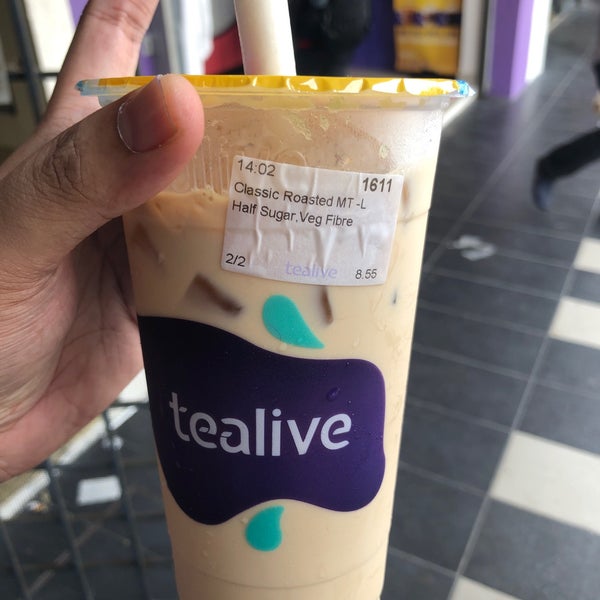 14:02 1611
Classic Roasted MT -L
Half Sugar,Veg Fibre
2/2 tealive 8.55
tealive